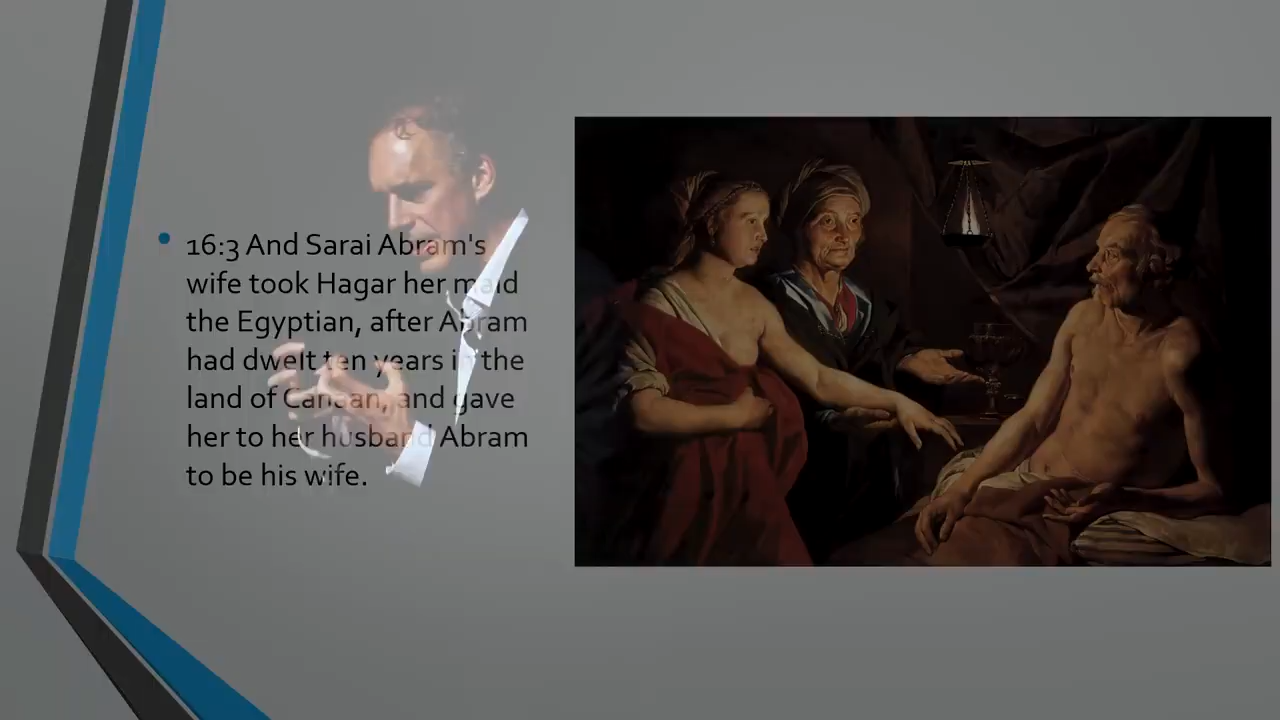 16:3 And Sarai Abram's
wife took Hagar her maid
the Egyptian, after Abram
had dwelt ten years in the
land of Canaan, and gave
her to her husband Abram
to be his wife.